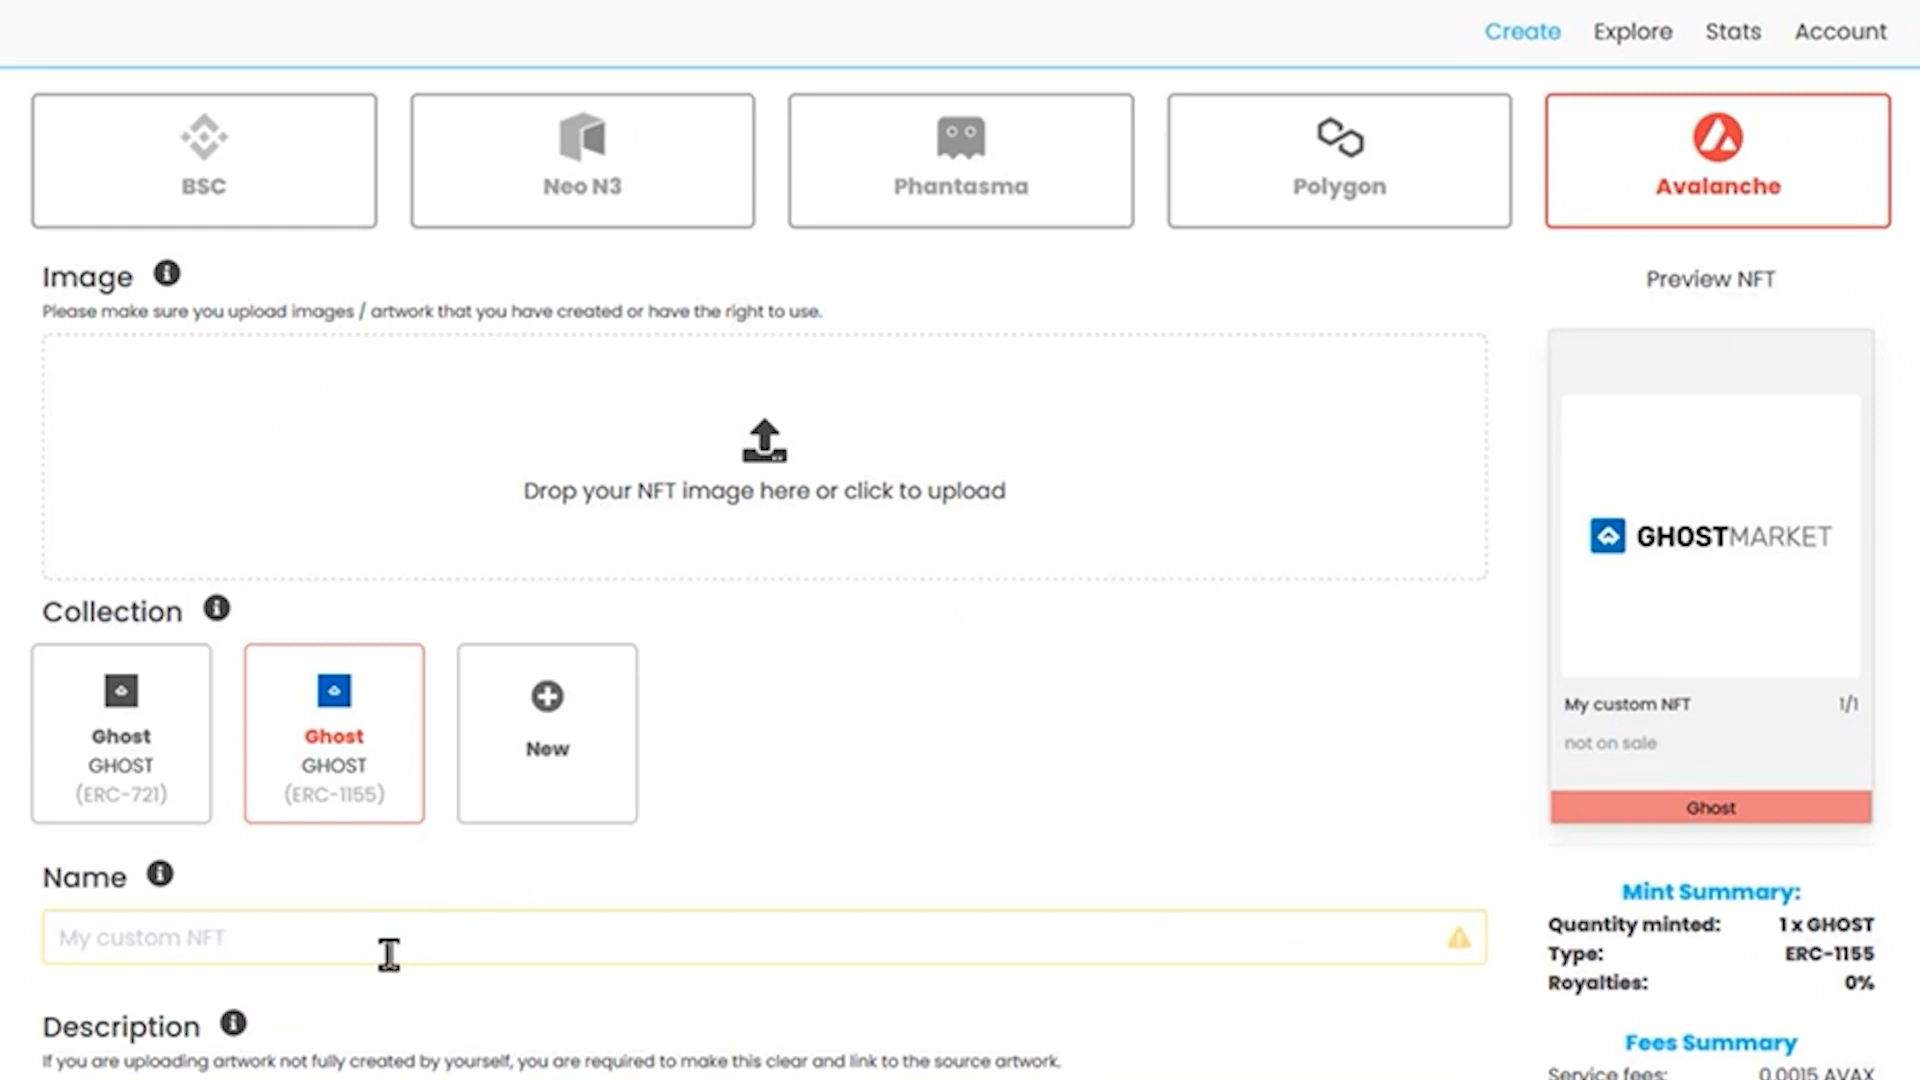 Create Explore Stats Account
BSC
Neo N3
Phantasma
Polygon
Avalanche
Image
Please make sure you upload images / artwork that you have created or have the right to use.
Drop your NFT image here or click to upload
Collection
Ghost
GHOST
(ERC-721)
Ghost
GHOST
(ERC-1155)
New
Name
My custom NFT
Description
If you are uploading artwork not fully created by yourself, you are required to make this clear and link to the source artwork.
Preview NFT
GHOSTMARKET
My custom NFT 1/1
not on sale
Ghost
Mint Summary:
Quantity minted: 1 x GHOST
Type: ERC-1155
Royalties: 0%
Fees Summary
Service fees: 0.0015 AVAX